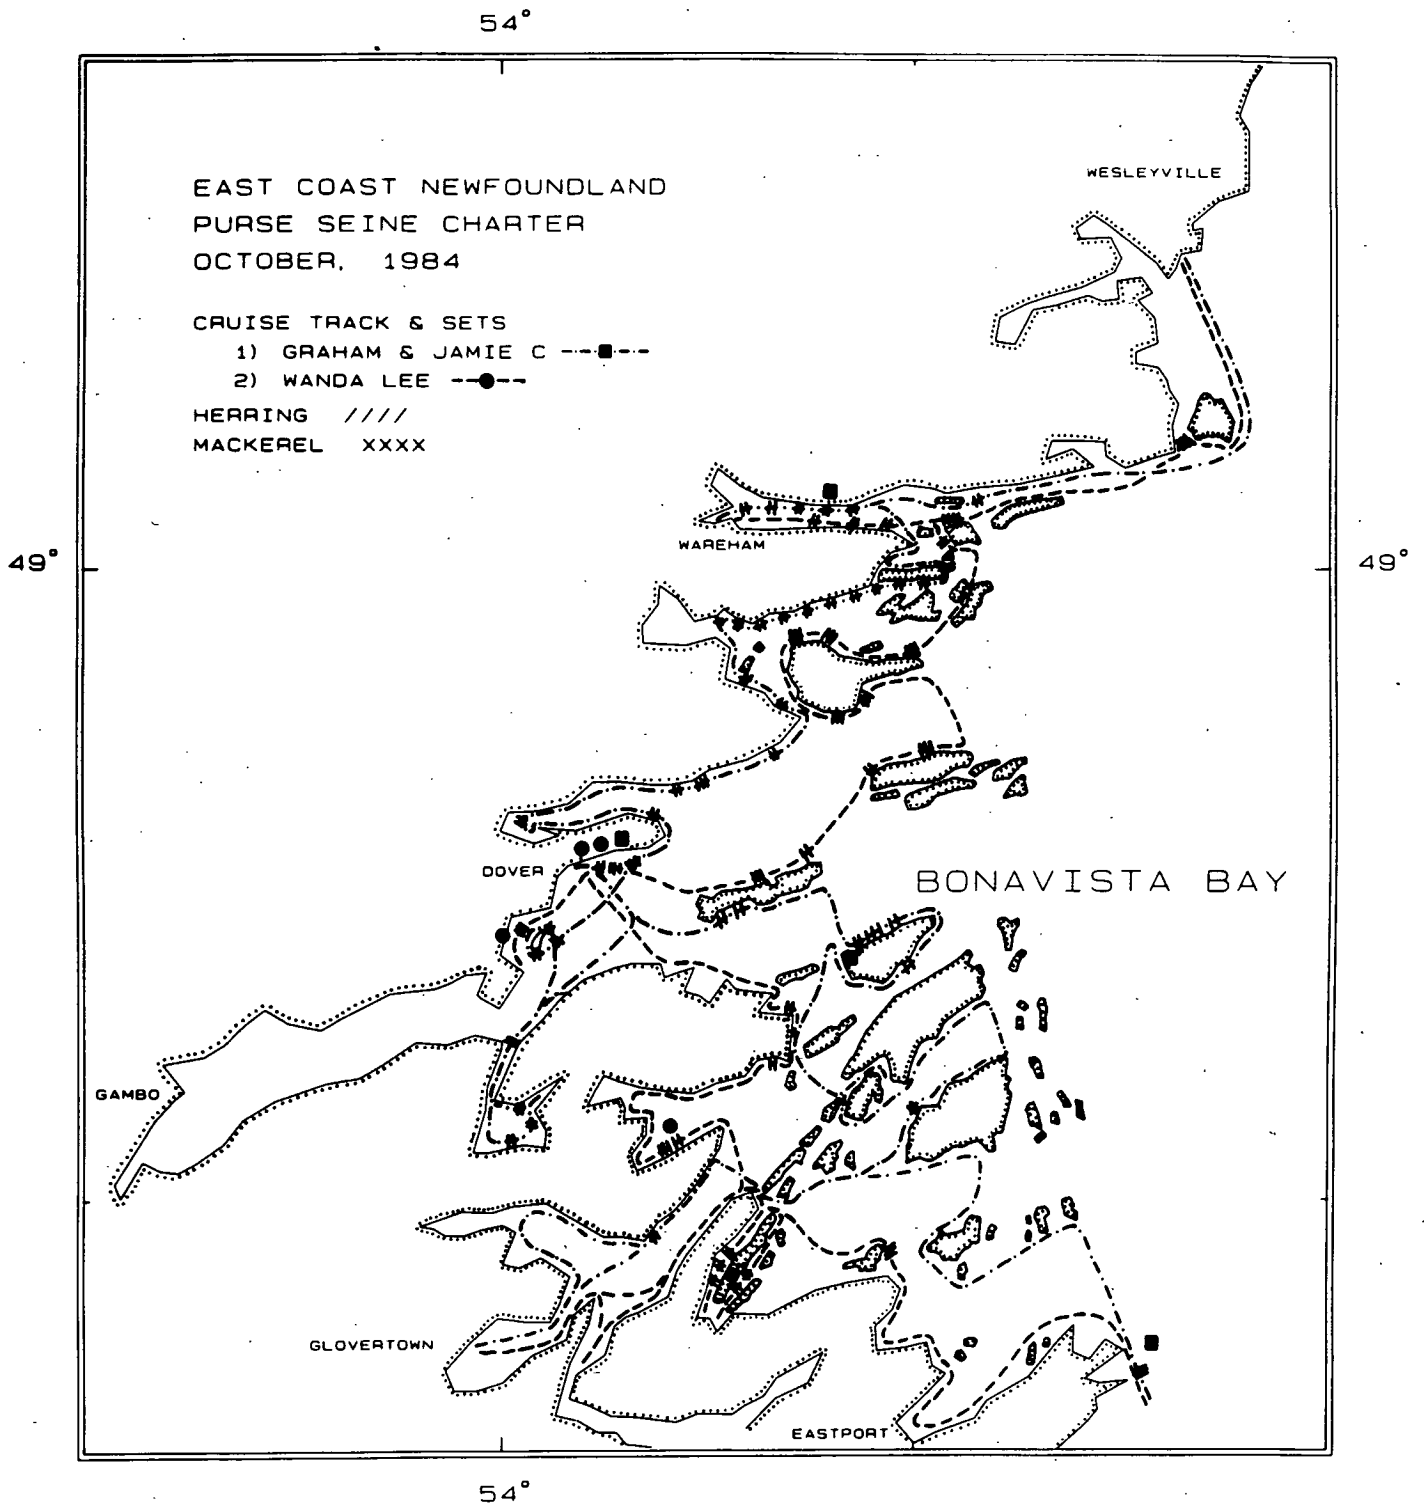 54°
WESLEYVILLE
EAST COAST NEWFOUNDLAND
PURSE SEINE CHARTER
OCTOBER, 1984
CRUISE TRACK & SETS
1) GRAHAM & JAMIE C
2) WANDA LEE
HERRING ////
MACKEREL XXXX
WAREHAM
49°
49°
DOVER
BONAVISTA BAY
GAMBO
GLOVERTOWN
EASTPORT
54°